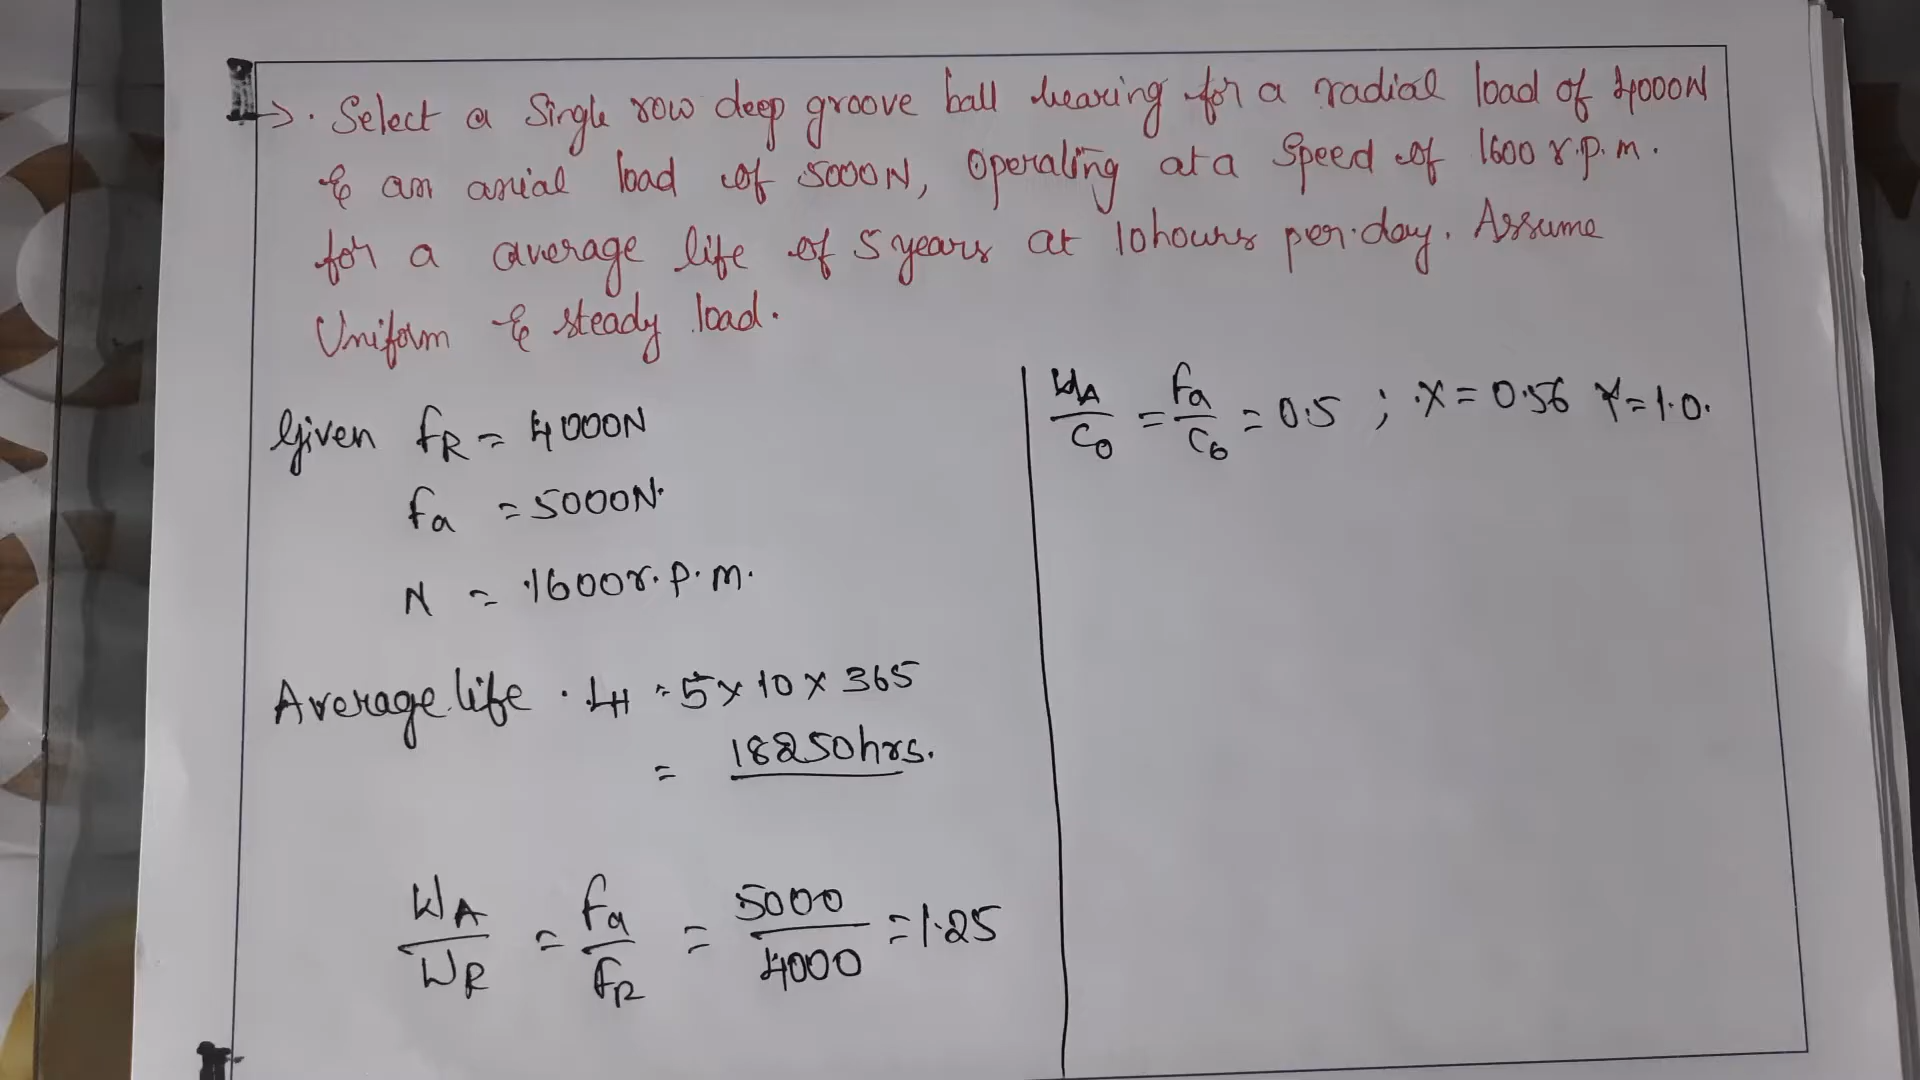 →. Select a Single row deep groove ball bearing for a radial load of 4000N
& an axial load of 5000N, Operating at a Speed of 1600 r.p.m.
for a average life of 5 years at 10 hours per day. Assume
Uniform & steady load.
Given fR = 4000N
fa = 5000N.
N = 1600 r.p.m.
Average life LH = 5 x 10 x 365
= 18250 hrs.
WA/WR = fa/fR = 5000/4000 = 1.25
WA/C0 = Fa/C0 = 0.5 ; X = 0.56 Y = 1.0.